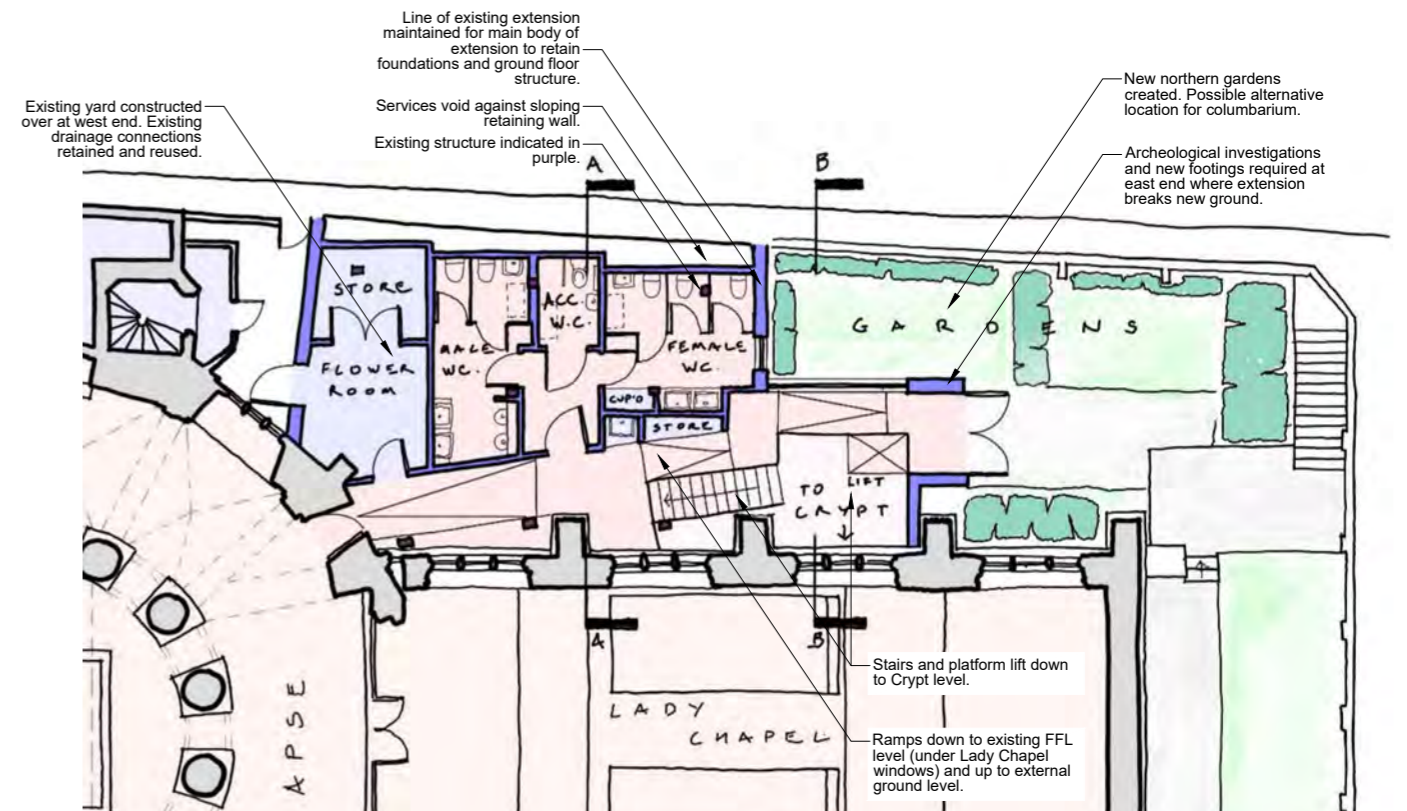 Line of existing extension
maintained for main body of
extension to retain
foundations and ground floor
structure.
Existing yard constructed
over at west end. Existing
drainage connections
retained and reused.
Services void against sloping
retaining wall.
Existing structure indicated in
purple.
New northern gardens
created. Possible alternative
location for columbarium.
Archeological investigations
and new footings required at
east end where extension
breaks new ground.
A
B
STORE
FLOWER
ROOM
MALE
WC.
ACC.
W.C.
FEMALE
WC.
CUP'D
STORE
GARDENS
TO
CRYPT
LIFT
A
B
APSE
LADY
CHAPEL
Stairs and platform lift down
to Crypt level.
Ramps down to existing FFL
level (under Lady Chapel
windows) and up to external
ground level.